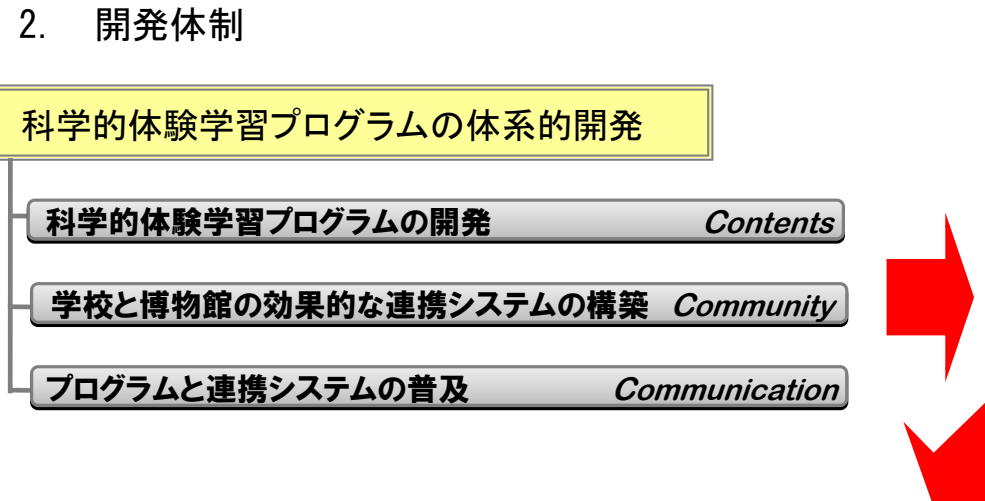 2. 開発体制
科学的体験学習プログラムの体系的開発
科学的体験学習プログラムの開発 Contents
学校と博物館の効果的な連携システムの構築 Community
プログラムと連携システムの普及 Communication